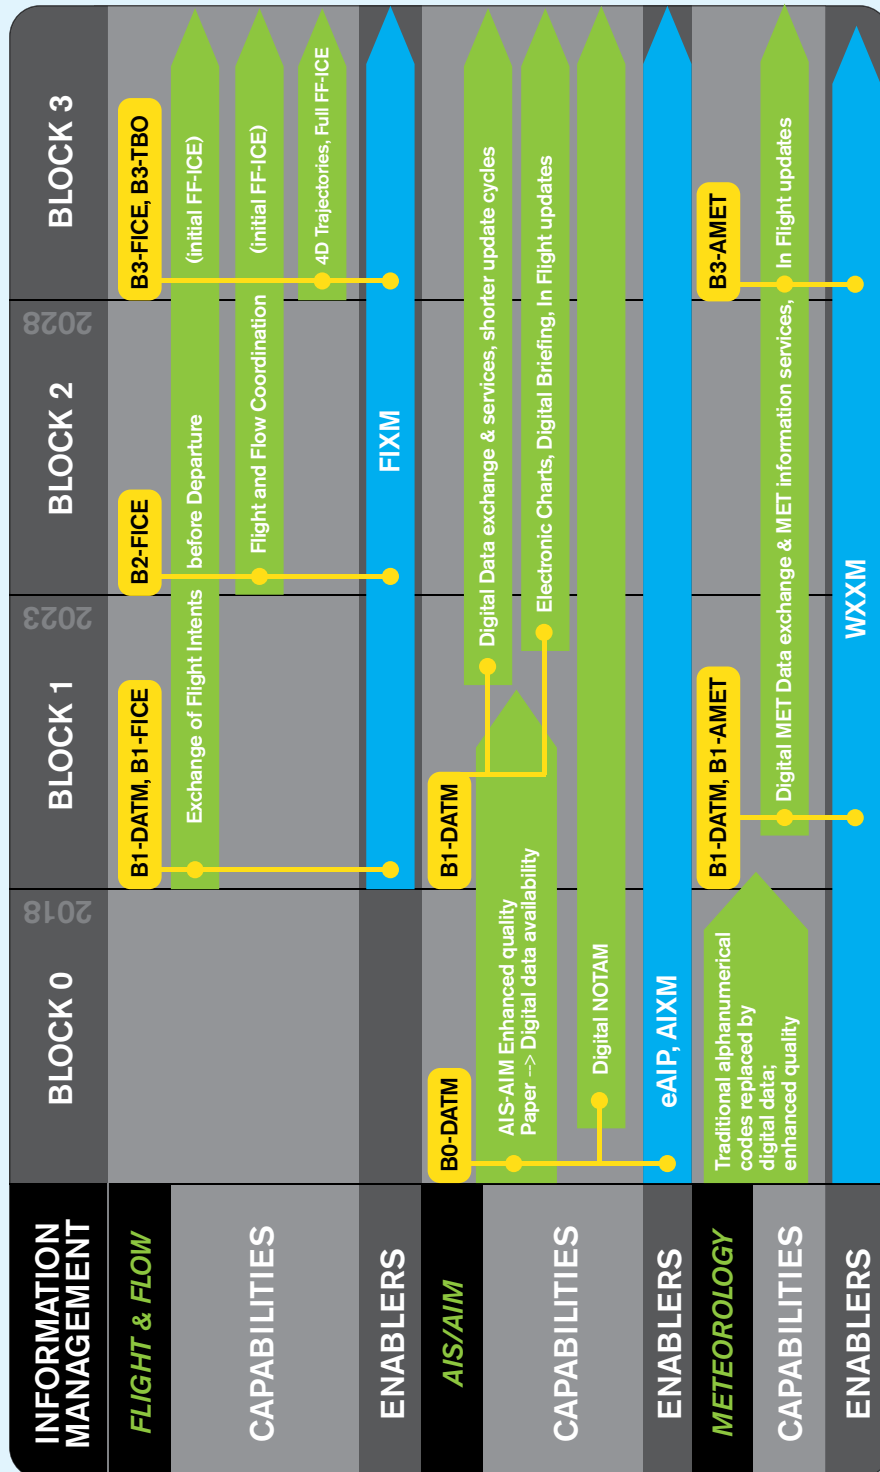 INFORMATION
MANAGEMENT
BLOCK 0
2018
BLOCK 1
2023
BLOCK 2
2028
BLOCK 3
FLIGHT & FLOW
B1-DATM, B1-FICE
B2-FICE
B3-FICE, B3-TBO
CAPABILITIES
Exchange of Flight Intents before Departure (initial FF-ICE)
Flight and Flow Coordination (initial FF-ICE)
4D Trajectories, Full FF-ICE
ENABLERS
FIXM
AIS/AIM
B0-DATM
B1-DATM
CAPABILITIES
AIS-AIM Enhanced quality
Paper --> Digital data availability
Digital Data exchange & services, shorter update cycles
Electronic Charts, Digital Briefing, In Flight updates
Digital NOTAM
ENABLERS
eAIP, AIXM
METEOROLOGY
B1-DATM, B1-AMET
B3-AMET
CAPABILITIES
Traditional alphanumerical
codes replaced by
digital data;
enhanced quality
Digital MET Data exchange & MET information services, In Flight updates
ENABLERS
WXXM